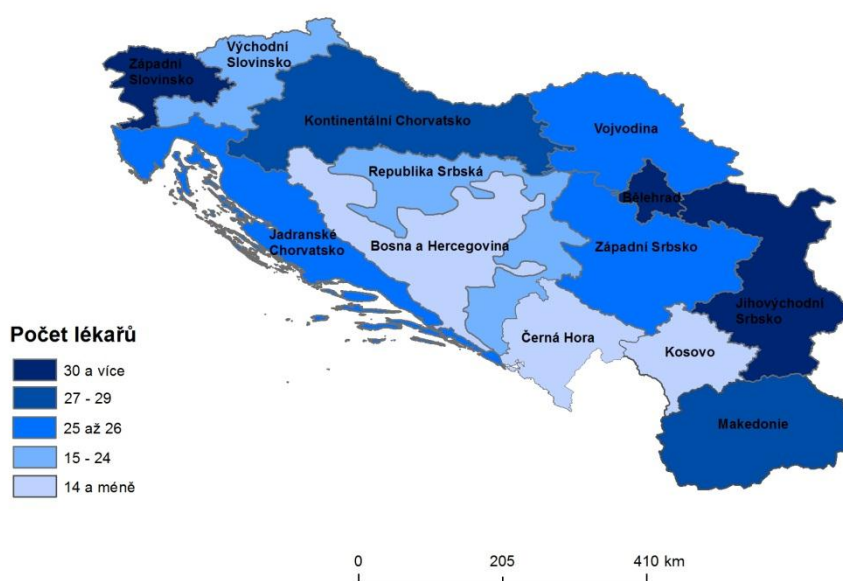 Východní
Slovinsko
Západní
Slovinsko
Kontinentální Chorvatsko
Vojvodina
Republika Srbská
Bělehrad
Jadranské
Chorvatsko
Bosna a Hercegovina
Západní Srbsko
Jihovýchodní
Srbsko
Černá Hora
Kosovo
Makedonie
Počet lékařů
30 a více
27 - 29
25 až 26
15 - 24
14 a méně
0 205 410 km